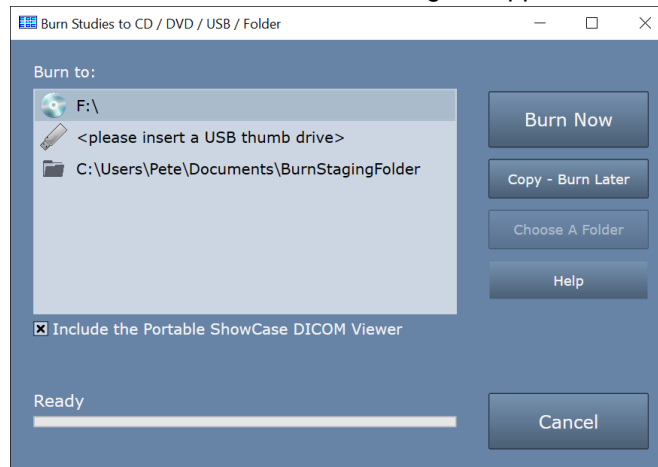 Burn Studies to CD / DVD / USB / Folder
Burn to:
F:\
<please insert a USB thumb drive>
C:\Users\Pete\Documents\BurnStagingFolder
Include the Portable ShowCase DICOM Viewer
Ready
Burn Now
Copy - Burn Later
Choose A Folder
Help
Cancel